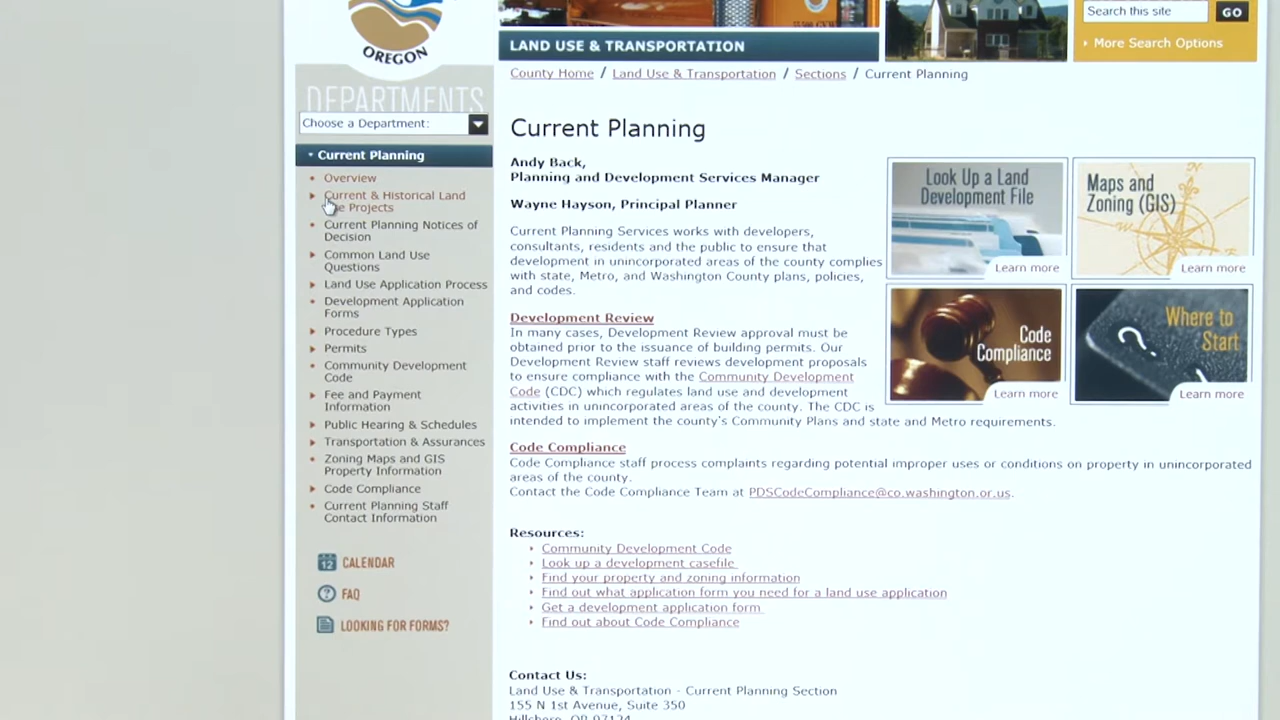 OREGON
DEPARTMENTS
Choose a Department:
Current Planning
Overview
Current & Historical Land
Projects
Current Planning Notices of
Decision
Common Land Use
Questions
Land Use Application Process
Development Application
Forms
Procedure Types
Permits
Community Development
Code
Fee and Payment
Information
Public Hearing & Schedules
Transportation & Assurances
Zoning Maps and GIS
Property Information
Code Compliance
Current Planning Staff
Contact Information
12 CALENDAR
? FAQ
LOOKING FOR FORMS?
LAND USE & TRANSPORTATION
County Home / Land Use & Transportation / Sections / Current Planning
Current Planning
Andy Back,
Planning and Development Services Manager
Wayne Hayson, Principal Planner
Current Planning Services works with developers,
consultants, residents and the public to ensure that
development in unincorporated areas of the county complies
with state, Metro, and Washington County plans, policies,
and codes.
Development Review
In many cases, Development Review approval must be
obtained prior to the issuance of building permits. Our
Development Review staff reviews development proposals
to ensure compliance with the Community Development
Code (CDC) which regulates land use and development
activities in unincorporated areas of the county. The CDC is
intended to implement the county's Community Plans and state and Metro requirements.
Code Compliance
Code Compliance staff process complaints regarding potential improper uses or conditions on property in unincorporated
areas of the county.
Contact the Code Compliance Team at PDSCodeCompliance@co.washington.or.us.
Resources:
Community Development Code
Look up a development casefile
Find your property and zoning information
Find out what application form you need for a land use application
Get a development application form
Find out about Code Compliance
Contact Us:
Land Use & Transportation - Current Planning Section
155 N 1st Avenue, Suite 350
Hillsboro, OR 97124
Search this site
GO
More Search Options
Look Up a Land
Development File
Learn more
Maps and
Zoning (GIS)
Learn more
Code
Compliance
Learn more
Where to
Start
?
Learn more